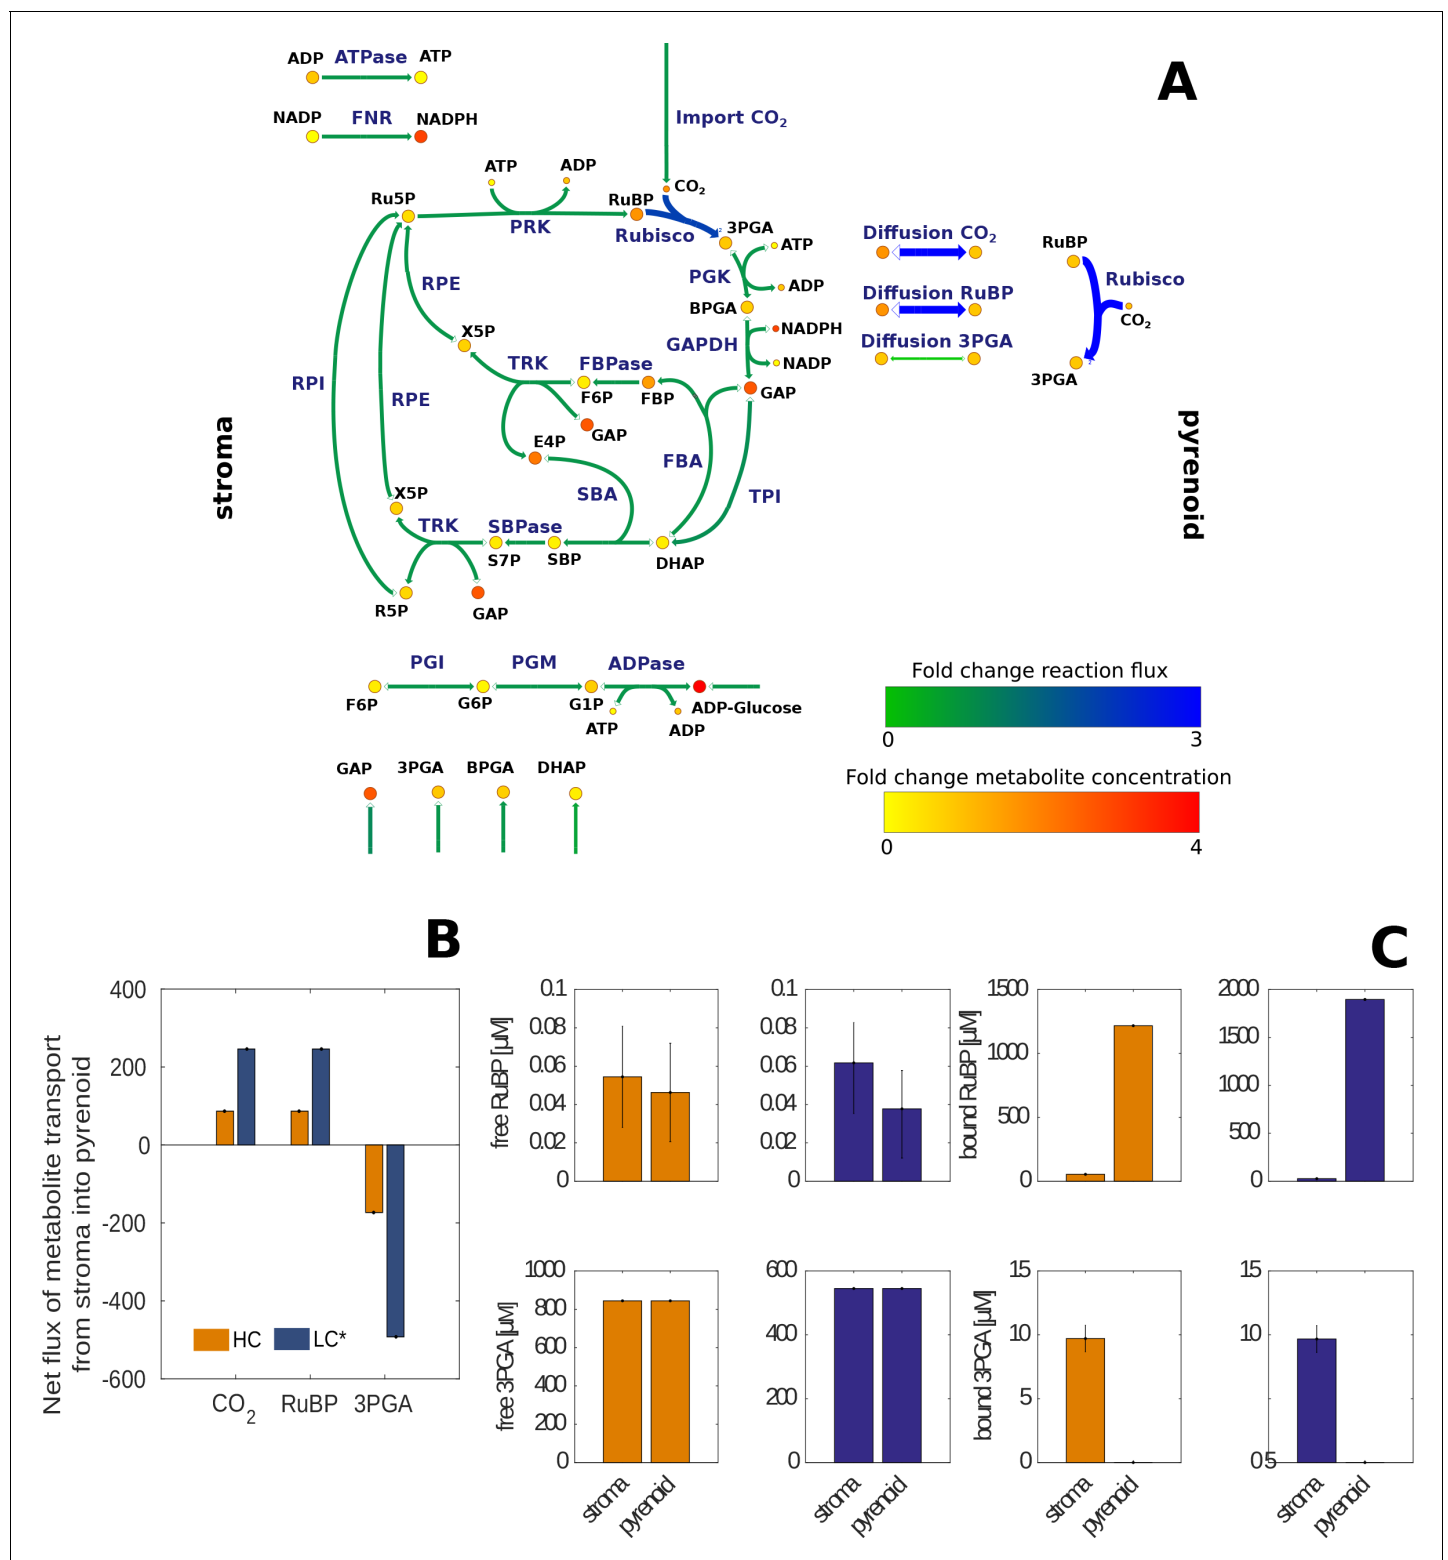 A
ADP ATPase ATP
NADP FNR NADPH
Import CO2
ATP ADP
CO2
Ru5P RuBP
PRK Rubisco 3PGA
ATP
PGK
ADP
BPGA
NADPH
GAPDH
NADP
GAP
RPE
X5P
TRK FBPase
F6P FBP
GAP
E4P
FBA
RPI
RPE
SBA
TPI
X5P
TRK SBPase
S7P SBP DHAP
R5P GAP
stroma
Diffusion CO2
Diffusion RuBP
Diffusion 3PGA
RuBP
Rubisco
CO2
3PGA
pyrenoid
PGI PGM ADPase
F6P G6P G1P ADP-Glucose
ATP ADP
GAP 3PGA BPGA DHAP
Fold change reaction flux
0 3
Fold change metabolite concentration
0 4
B
Net flux of metabolite transport
from stroma into pyrenoid
400
200
0
-200
-400
-600
HC LC*
CO2 RuBP 3PGA
C
free RuBP [µM]
0.1
0.08
0.06
0.04
0.02
0
0.1
0.08
0.06
0.04
0.02
0
bound RuBP [µM]
1500
1000
500
0
2000
1500
1000
500
0
free 3PGA [µM]
1000
800
600
400
200
0
stroma pyrenoid
600
400
200
0
stroma pyrenoid
bound 3PGA [µM]
15
10
5
0
stroma pyrenoid
15
10
05
stroma pyrenoid